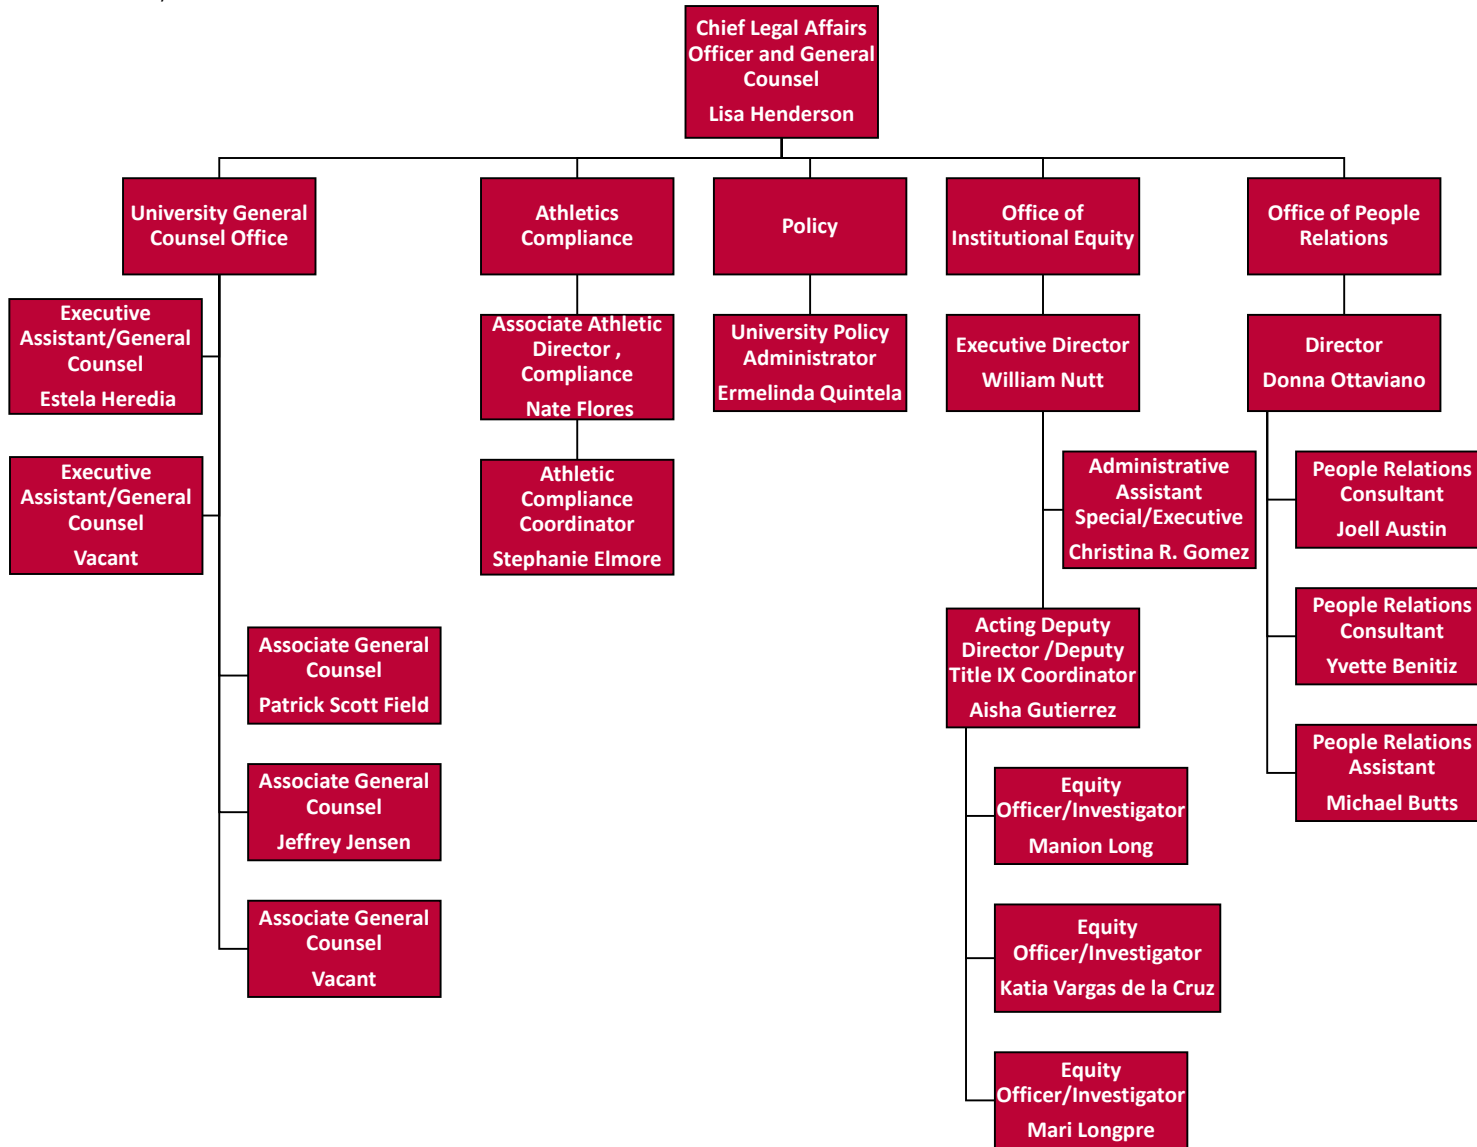 Chief Legal Affairs
Officer and General
Counsel
Lisa Henderson
University General
Counsel Office
Athletics
Compliance
Policy
Office of
Institutional Equity
Office of People
Relations
Executive
Assistant/General
Counsel
Estela Heredia
Associate Athletic
Director ,
Compliance
Nate Flores
University Policy
Administrator
Ermelinda Quintela
Executive Director
William Nutt
Director
Donna Ottaviano
Executive
Assistant/General
Counsel
Vacant
Athletic
Compliance
Coordinator
Stephanie Elmore
Administrative
Assistant
Special/Executive
Christina R. Gomez
People Relations
Consultant
Joell Austin
Associate General
Counsel
Patrick Scott Field
Acting Deputy
Director /Deputy
Title IX Coordinator
Aisha Gutierrez
People Relations
Consultant
Yvette Benitiz
Associate General
Counsel
Jeffrey Jensen
Equity
Officer/Investigator
Manion Long
People Relations
Assistant
Michael Butts
Associate General
Counsel
Vacant
Equity
Officer/Investigator
Katia Vargas de la Cruz
Equity
Officer/Investigator
Mari Longpre